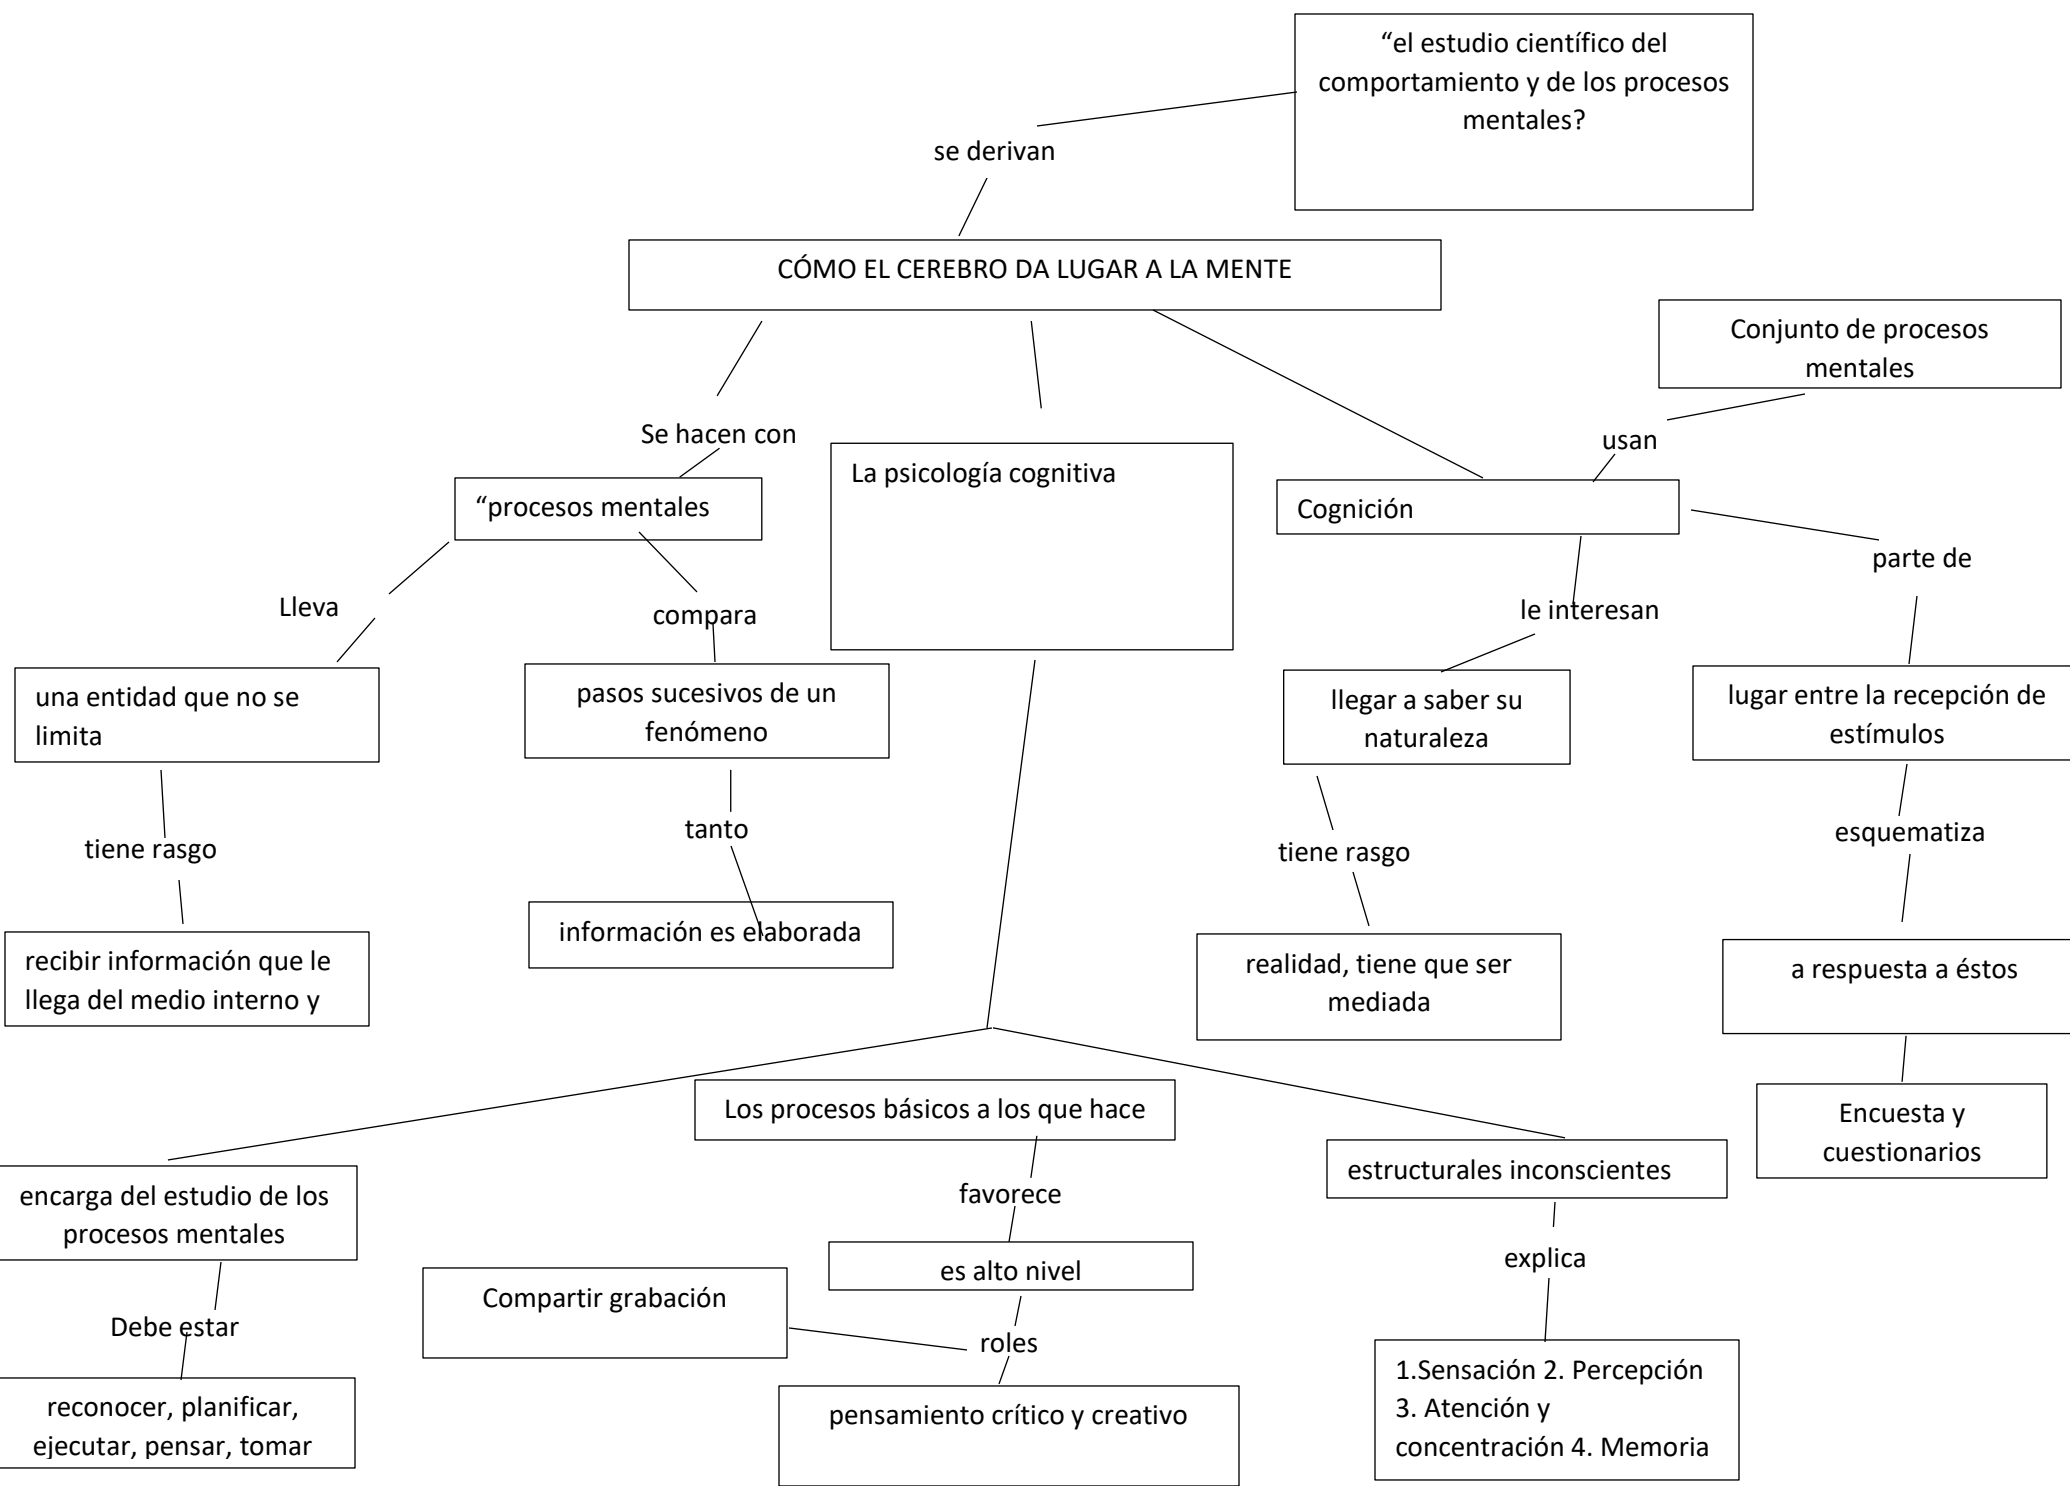 “el estudio científico del
comportamiento y de los procesos
mentales?
se derivan
CÓMO EL CEREBRO DA LUGAR A LA MENTE
Conjunto de procesos
mentales
Se hacen con
usan
La psicología cognitiva
“procesos mentales
Cognición
parte de
Lleva
compara
le interesan
una entidad que no se
limita
pasos sucesivos de un
fenómeno
llegar a saber su
naturaleza
lugar entre la recepción de
estímulos
tanto
esquematiza
tiene rasgo
tiene rasgo
información es elaborada
recibir información que le
llega del medio interno y
realidad, tiene que ser
mediada
a respuesta a éstos
Los procesos básicos a los que hace
Encuesta y
cuestionarios
estructurales inconscientes
encarga del estudio de los
procesos mentales
favorece
explica
es alto nivel
Compartir grabación
Debe estar
roles
1.Sensación 2. Percepción
3. Atención y
concentración 4. Memoria
reconocer, planificar,
ejecutar, pensar, tomar
pensamiento crítico y creativo